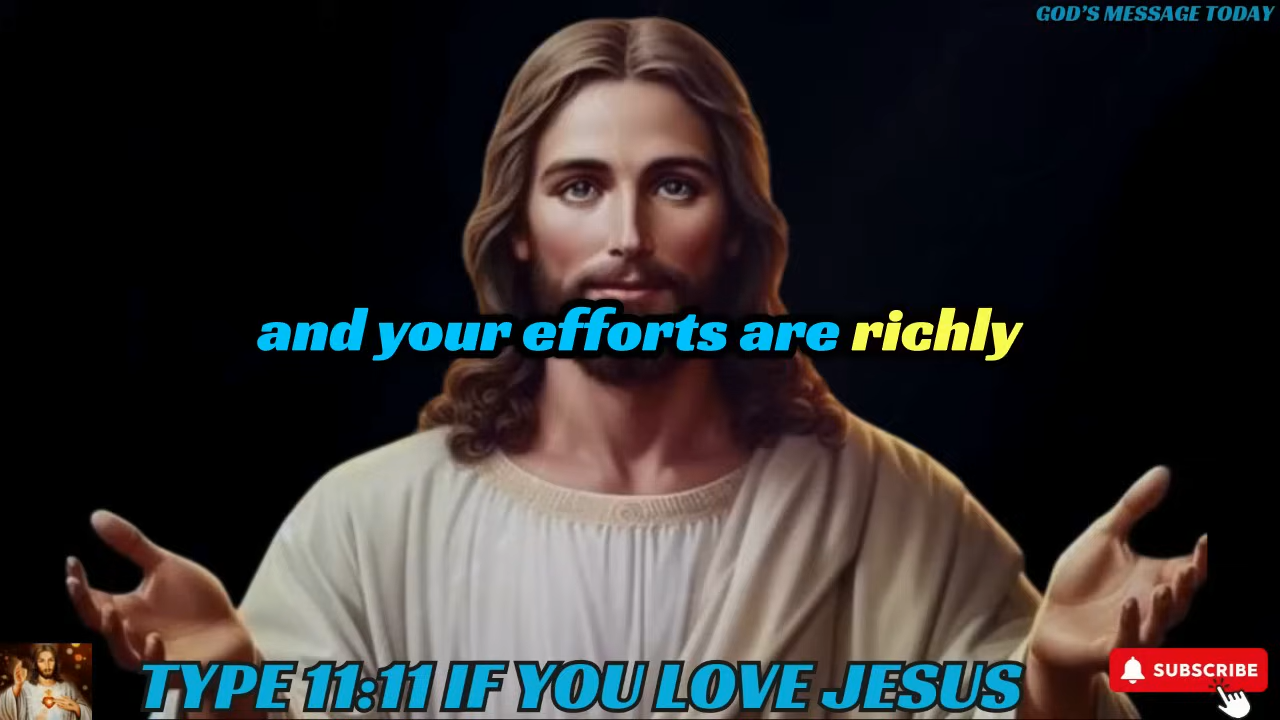 GOD'S MESSAGE TODAY
and your efforts are richly
TYPE 11:11 IF YOU LOVE JESUS
SUBSCRIBE